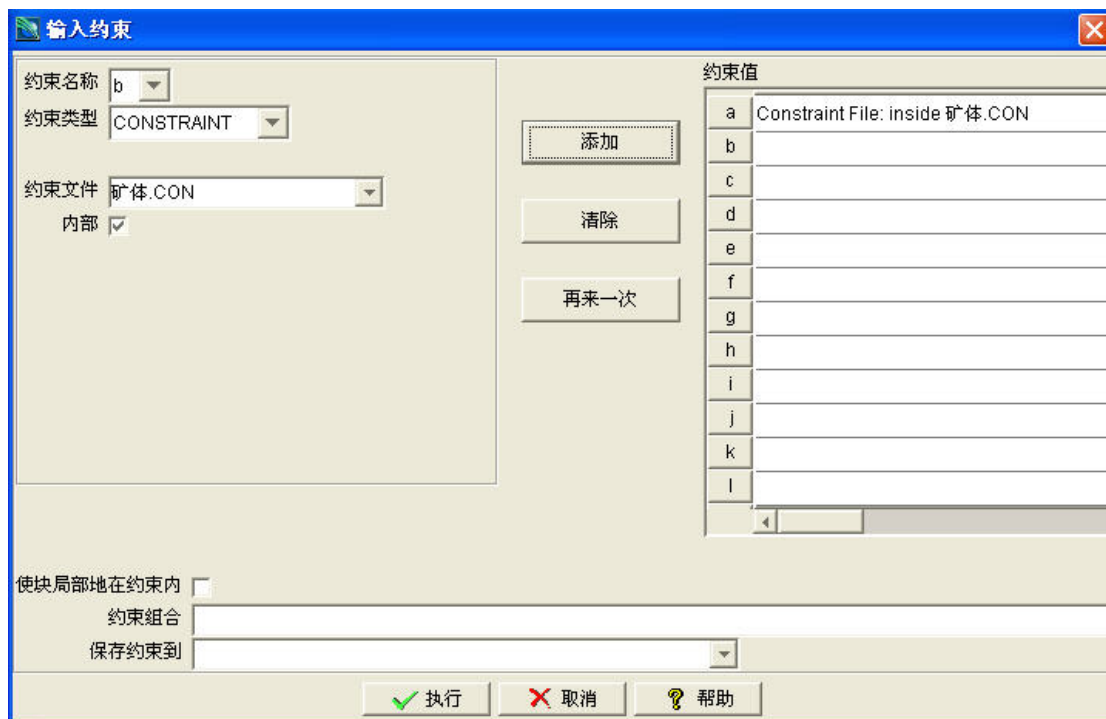 输入约束
约束名称 b
约束类型 CONSTRAINT
约束文件 矿体.CON
内部
添加
清除
再来一次
约束值
a Constraint File: inside 矿体.CON
b
c
d
e
f
g
h
i
j
k
l
使块局部地在约束内
约束组合
保存约束到
执行 取消 帮助